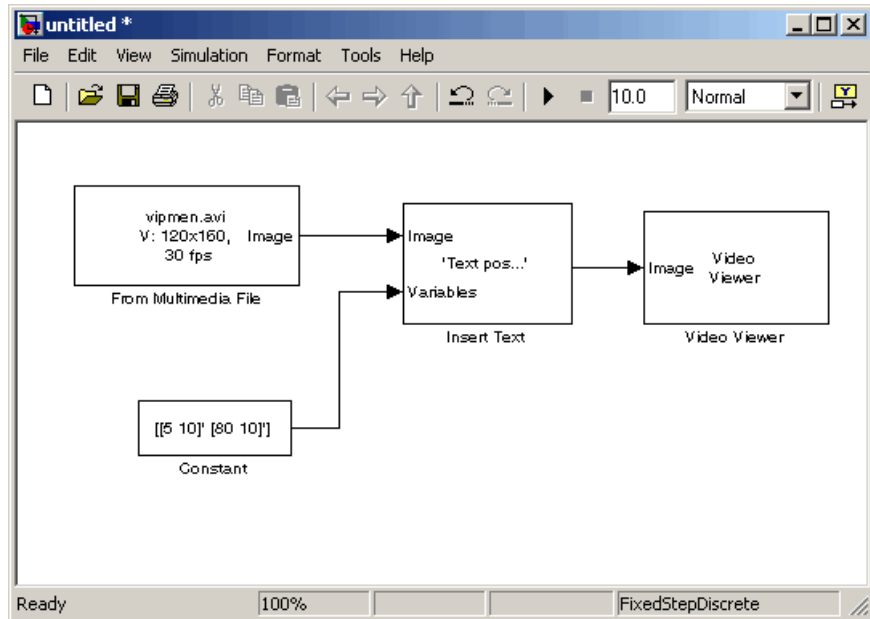 untitled *
File Edit View Simulation Format Tools Help
10.0 Normal
vipmen.avi
V: 120x160, Image
30 fps
From Multimedia File
Image
'Text pos...'
Variables
Insert Text
Image Video
Viewer
Video Viewer
[[5 10]' [80 10]']
Constant
Ready 100% FixedStepDiscrete